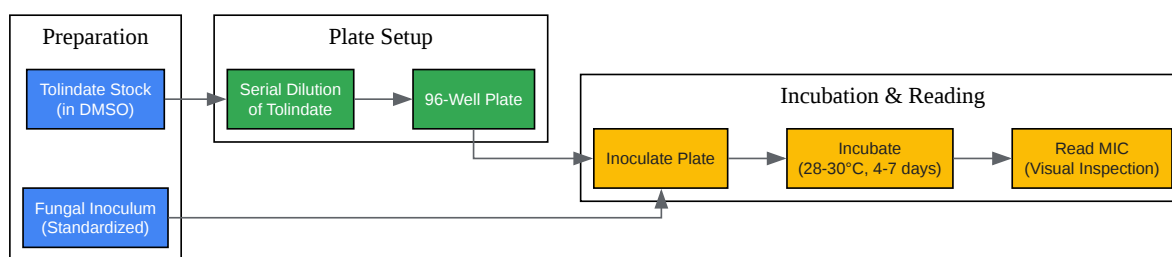 Preparation
Tolindate Stock
(in DMSO)
Fungal Inoculum
(Standardized)
Plate Setup
Serial Dilution
of Tolindate
96-Well Plate
Incubation & Reading
Inoculate Plate
Incubate
(28-30°C, 4-7 days)
Read MIC
(Visual Inspection)